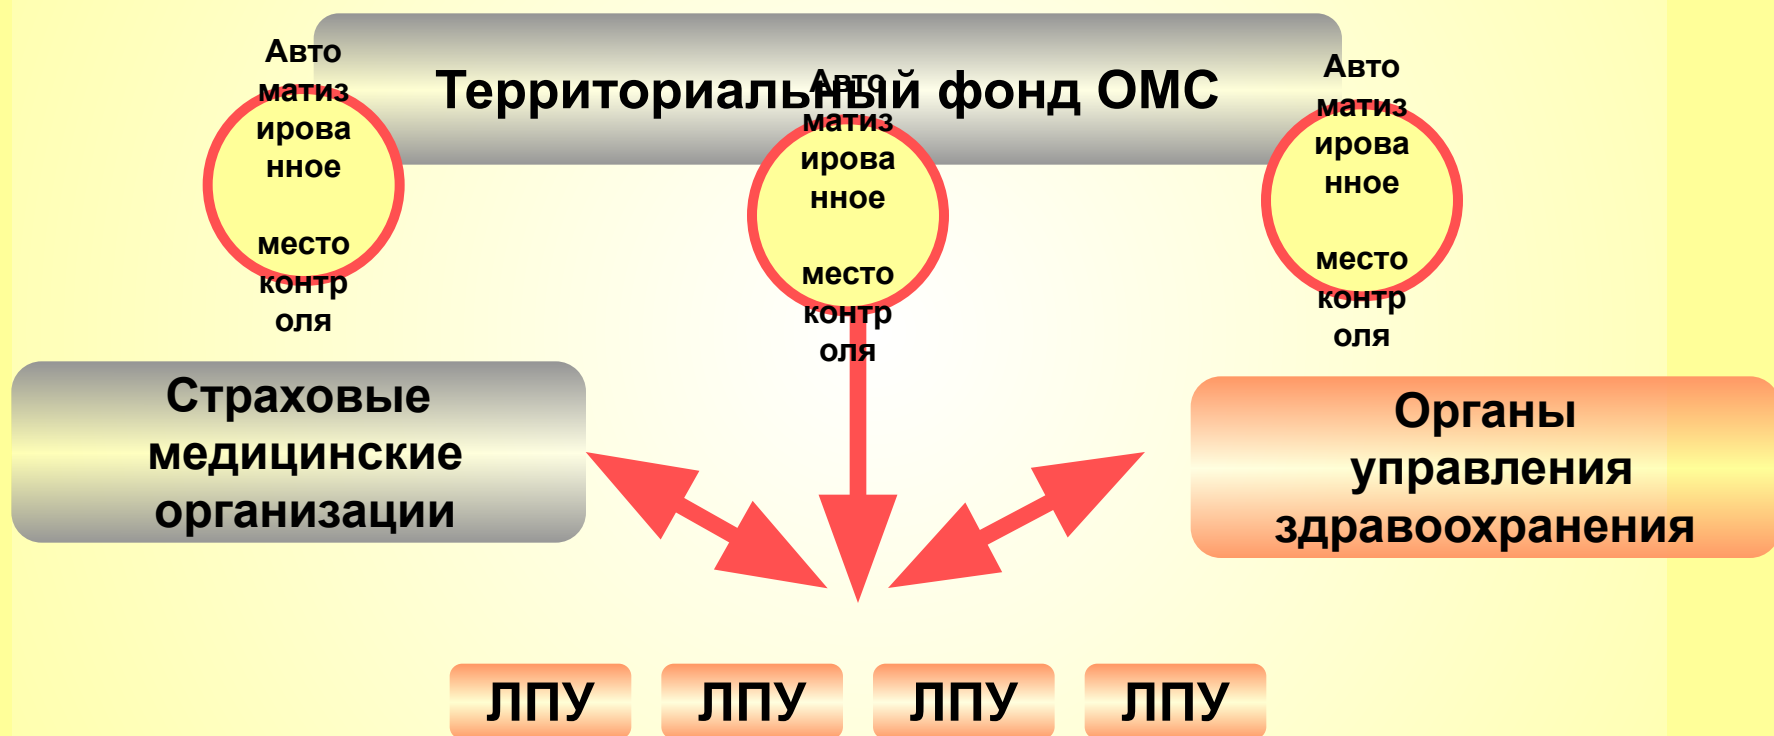 Территориальный фонд ОМС
Авто
матиз
ирова
нное
место
контр
оля
Авто
матиз
ирова
нное
место
контр
оля
Авто
матиз
ирова
нное
место
контр
оля
Страховые
медицинские
организации
Органы
управления
здравоохранения
ЛПУ ЛПУ ЛПУ ЛПУ